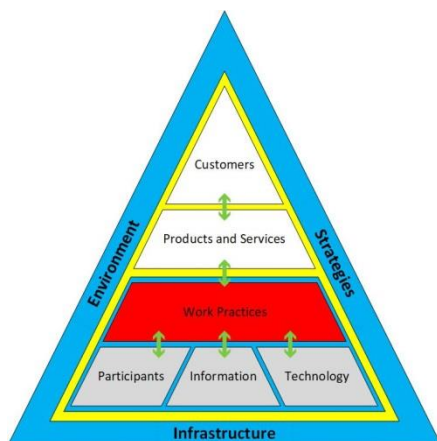 Customers
Environment
Strategies
Products and Services
Work Practices
Participants
Information
Technology
Infrastructure